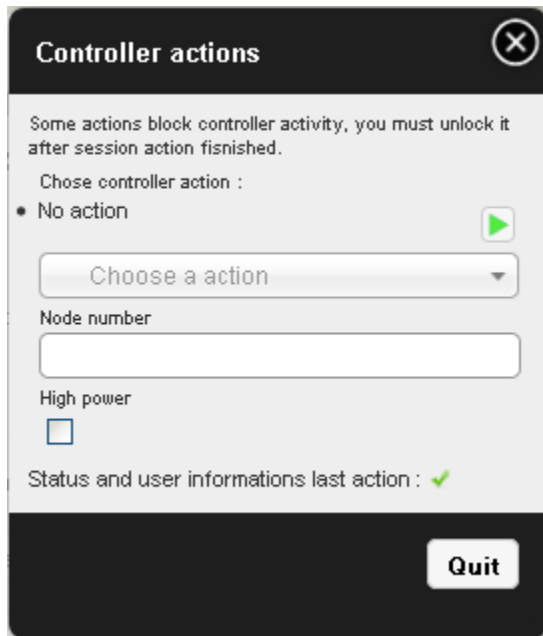 Controller actions
Some actions block controller activity, you must unlock it
after session action fisnished.
Chose controller action :
• No action
Choose a action
Node number
High power
Status and user informations last action :
Quit